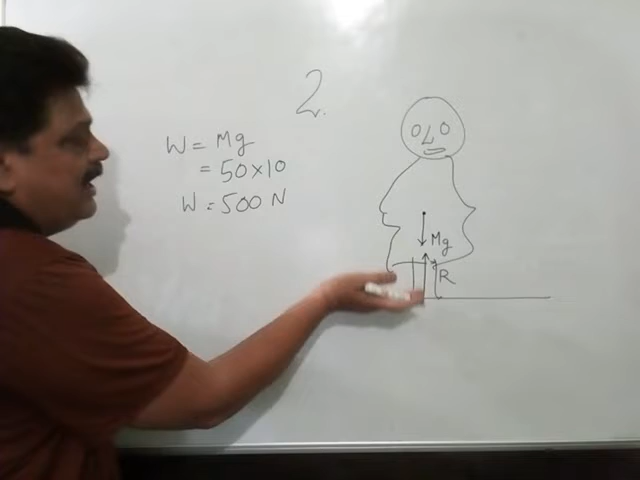 2.
W = Mg
= 50×10
W = 500 N
Mg
R